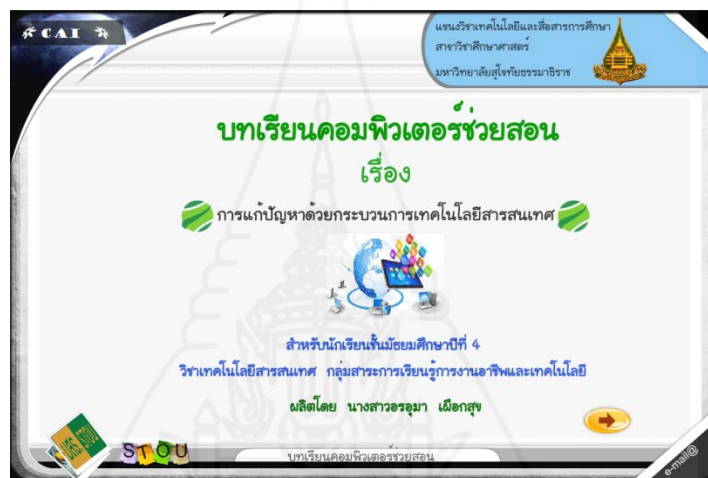 CAI
แขนงวิชาเทคโนโลยีและสื่อสารการศึกษา
สาขาวิชาศึกษาศาสตร์
มหาวิทยาลัยสุโขทัยธรรมาธิราช
บทเรียนคอมพิวเตอร์ช่วยสอน
เรื่อง
การแก้ปัญหาด้วยกระบวนการเทคโนโลยีสารสนเทศ
สำหรับนักเรียนชั้นมัธยมศึกษาปีที่ 4
วิชาเทคโนโลยีสารสนเทศ กลุ่มสาระการเรียนรู้การงานอาชีพและเทคโนโลยี
ผลิตโดย นางสาวอรอุมา เผือกสุข
STOU
บทเรียนคอมพิวเตอร์ช่วยสอน
e-mail@